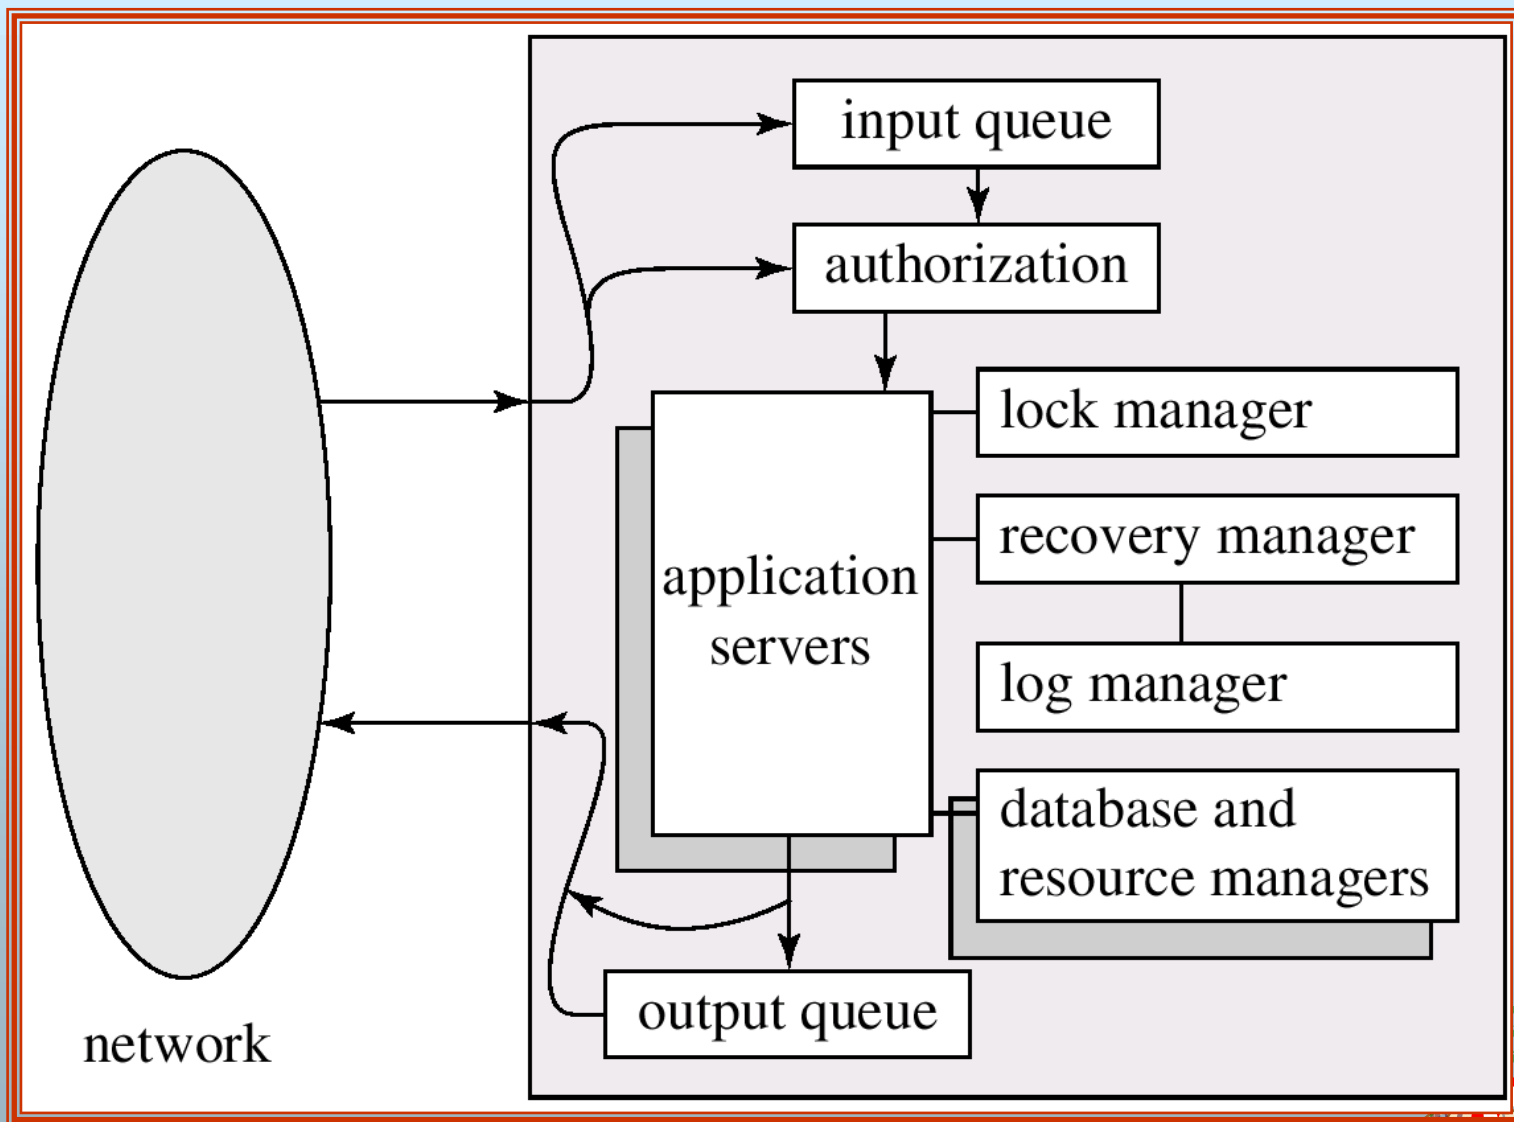 input queue
authorization
lock manager
recovery manager
application
servers
log manager
database and
resource managers
output queue
network